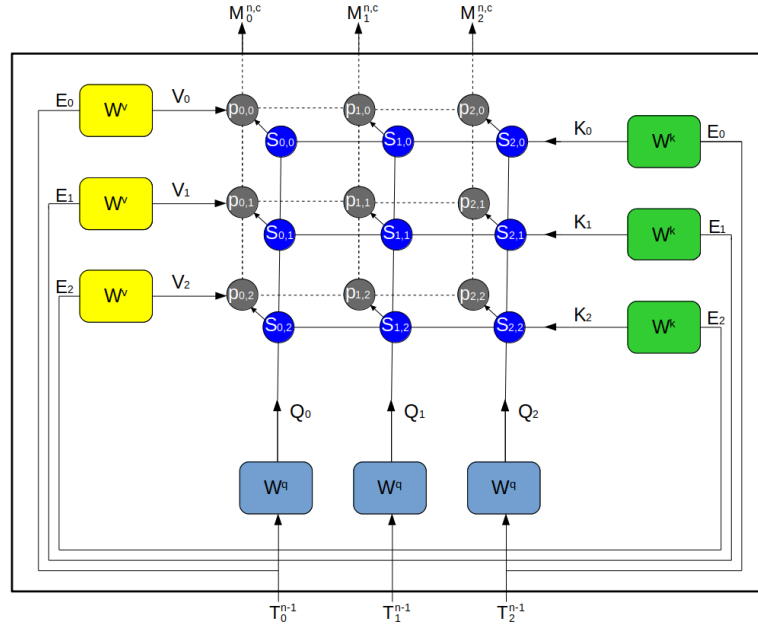 M₀ⁿ,ᶜ M₁ⁿ,ᶜ M₂ⁿ,ᶜ
E₀ Wᵛ V₀ p₀,₀ p₁,₀ p₂,₀
S₀,₀ S₁,₀ S₂,₀ K₀ Wᵏ E₀
E₁ Wᵛ V₁ p₀,₁ p₁,₁ p₂,₁
S₀,₁ S₁,₁ S₂,₁ K₁ Wᵏ E₁
E₂ Wᵛ V₂ p₀,₂ p₁,₂ p₂,₂
S₀,₂ S₁,₂ S₂,₂ K₂ Wᵏ E₂
Q₀ Q₁ Q₂
W^q W^q W^q
T₀ⁿ⁻¹ T₁ⁿ⁻¹ T₂ⁿ⁻¹